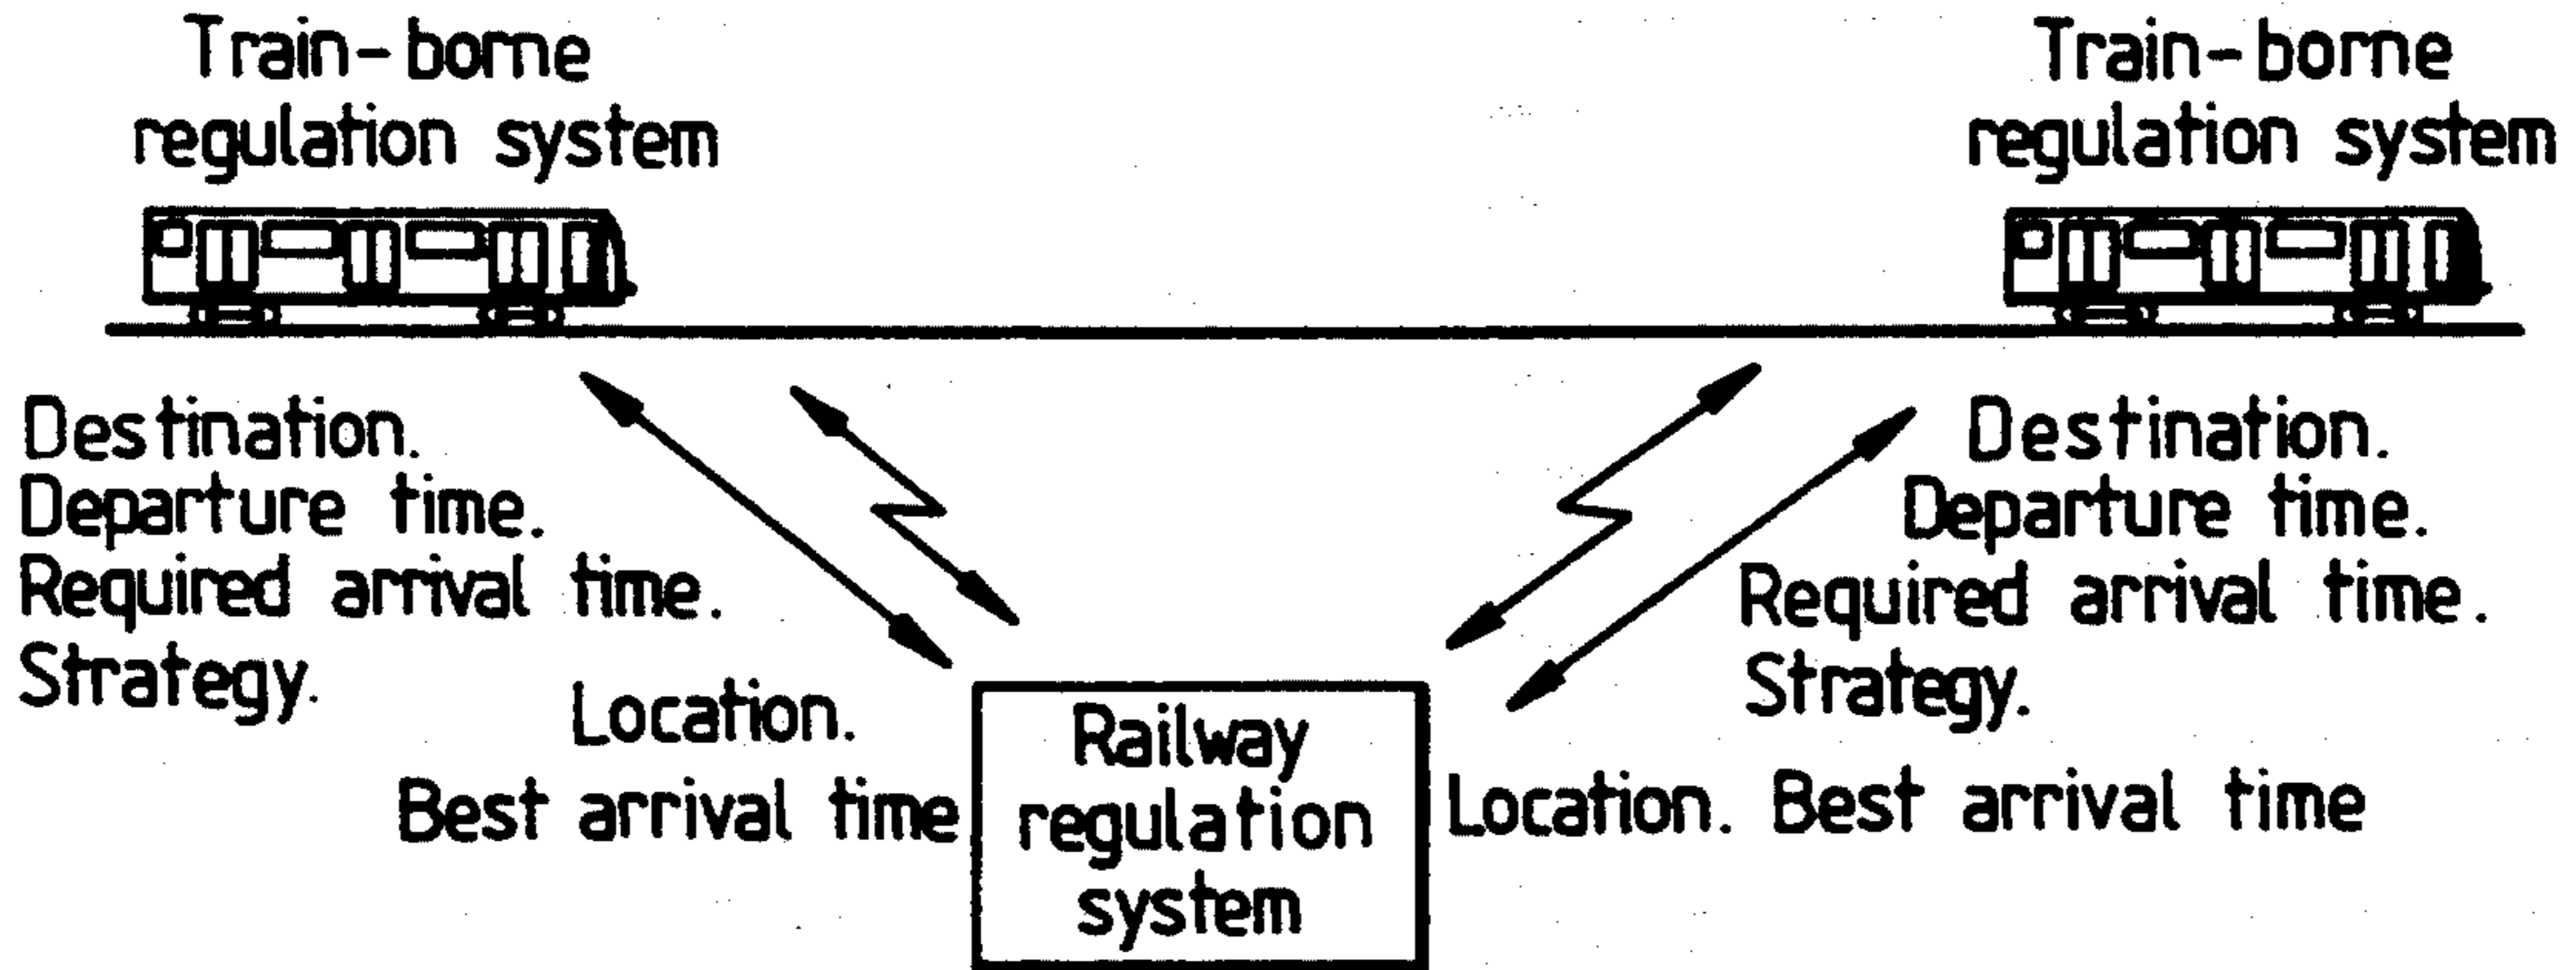 Train-borne
regulation system
Train-borne
regulation system
Destination.
Departure time.
Required arrival time.
Strategy.
Location.
Best arrival time
Railway
regulation
system
Destination.
Departure time.
Required arrival time.
Strategy.
Location. Best arrival time